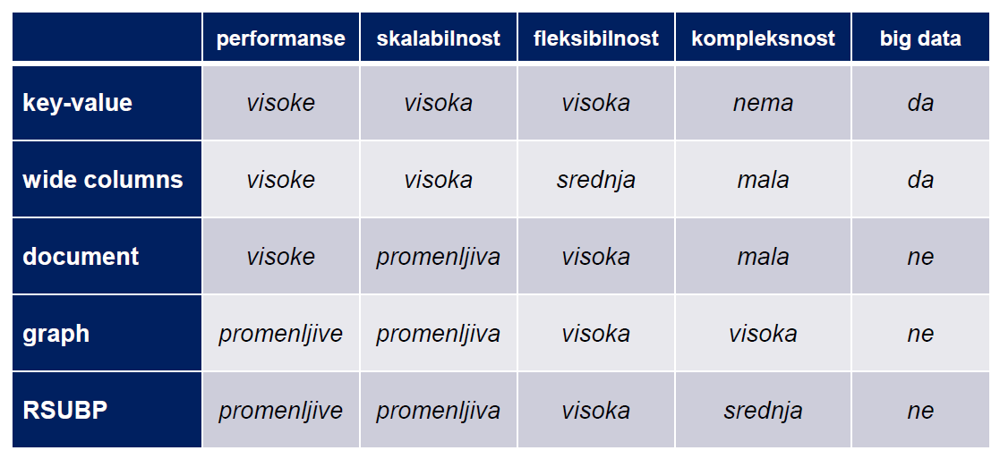 performanse skalabilnost fleksibilnost kompleksnost big data
key-value visoke visoka visoka nema da
wide columns visoke visoka srednja mala da
document visoke promenljiva visoka mala ne
graph promenljive promenljiva visoka visoka ne
RSUBP promenljive promenljiva visoka srednja ne